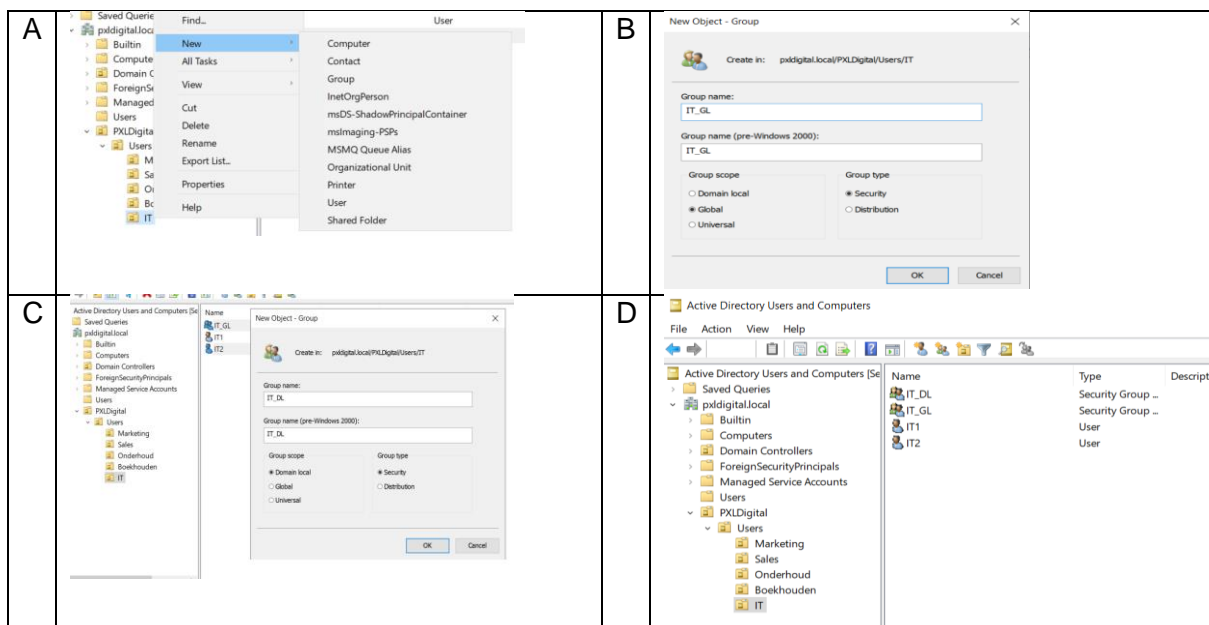 A
Saved Querie
pxldigital.loca
Builtin
Compute
Domain C
ForeignSe
Managed
Users
PXLDigita
Users
M
Sa
Bo
IT
Find...
New
All Tasks
View
Cut
Delete
Rename
Export List...
Properties
Help
User
Computer
Contact
Group
InetOrgPerson
msDS-ShadowPrincipalContainer
msImaging-PSPs
MSMQ Queue Alias
Organizational Unit
Printer
User
Shared Folder
B
New Object - Group
Create in: pxldigital.local/PXLDigital/Users/IT
Group name:
IT_GL
Group name (pre-Windows 2000):
IT_GL
Group scope
Domain local
Global
Universal
Group type
Security
Distribution
OK Cancel
C
Active Directory Users and Computers [Se
Saved Queries
pxldigital.local
Builtin
Computers
Domain Controllers
ForeignSecurityPrincipals
Managed Service Accounts
Users
PXLDigital
Users
Marketing
Sales
Onderhoud
Boekhouden
IT
Name
IT_GL
IT1
IT2
New Object - Group
Create in: pxldigital.local/PXLDigital/Users/IT
Group name:
IT_DL
Group name (pre-Windows 2000):
IT_DL
Group scope
Domain local
Global
Universal
Group type
Security
Distribution
OK Cancel
D
Active Directory Users and Computers
File Action View Help
Active Directory Users and Computers [Se
Saved Queries
pxldigital.local
Builtin
Computers
Domain Controllers
ForeignSecurityPrincipals
Managed Service Accounts
Users
PXLDigital
Users
Marketing
Sales
Onderhoud
Boekhouden
IT
Name Type Descript
IT_DL Security Group ...
IT_GL Security Group ...
IT1 User
IT2 User